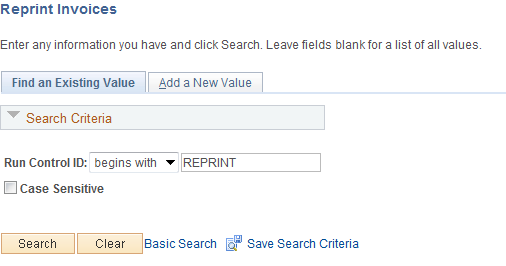 Reprint Invoices
Enter any information you have and click Search. Leave fields blank for a list of all values.
Find an Existing Value Add a New Value
Search Criteria
Run Control ID: begins with REPRINT
Case Sensitive
Search Clear Basic Search Save Search Criteria